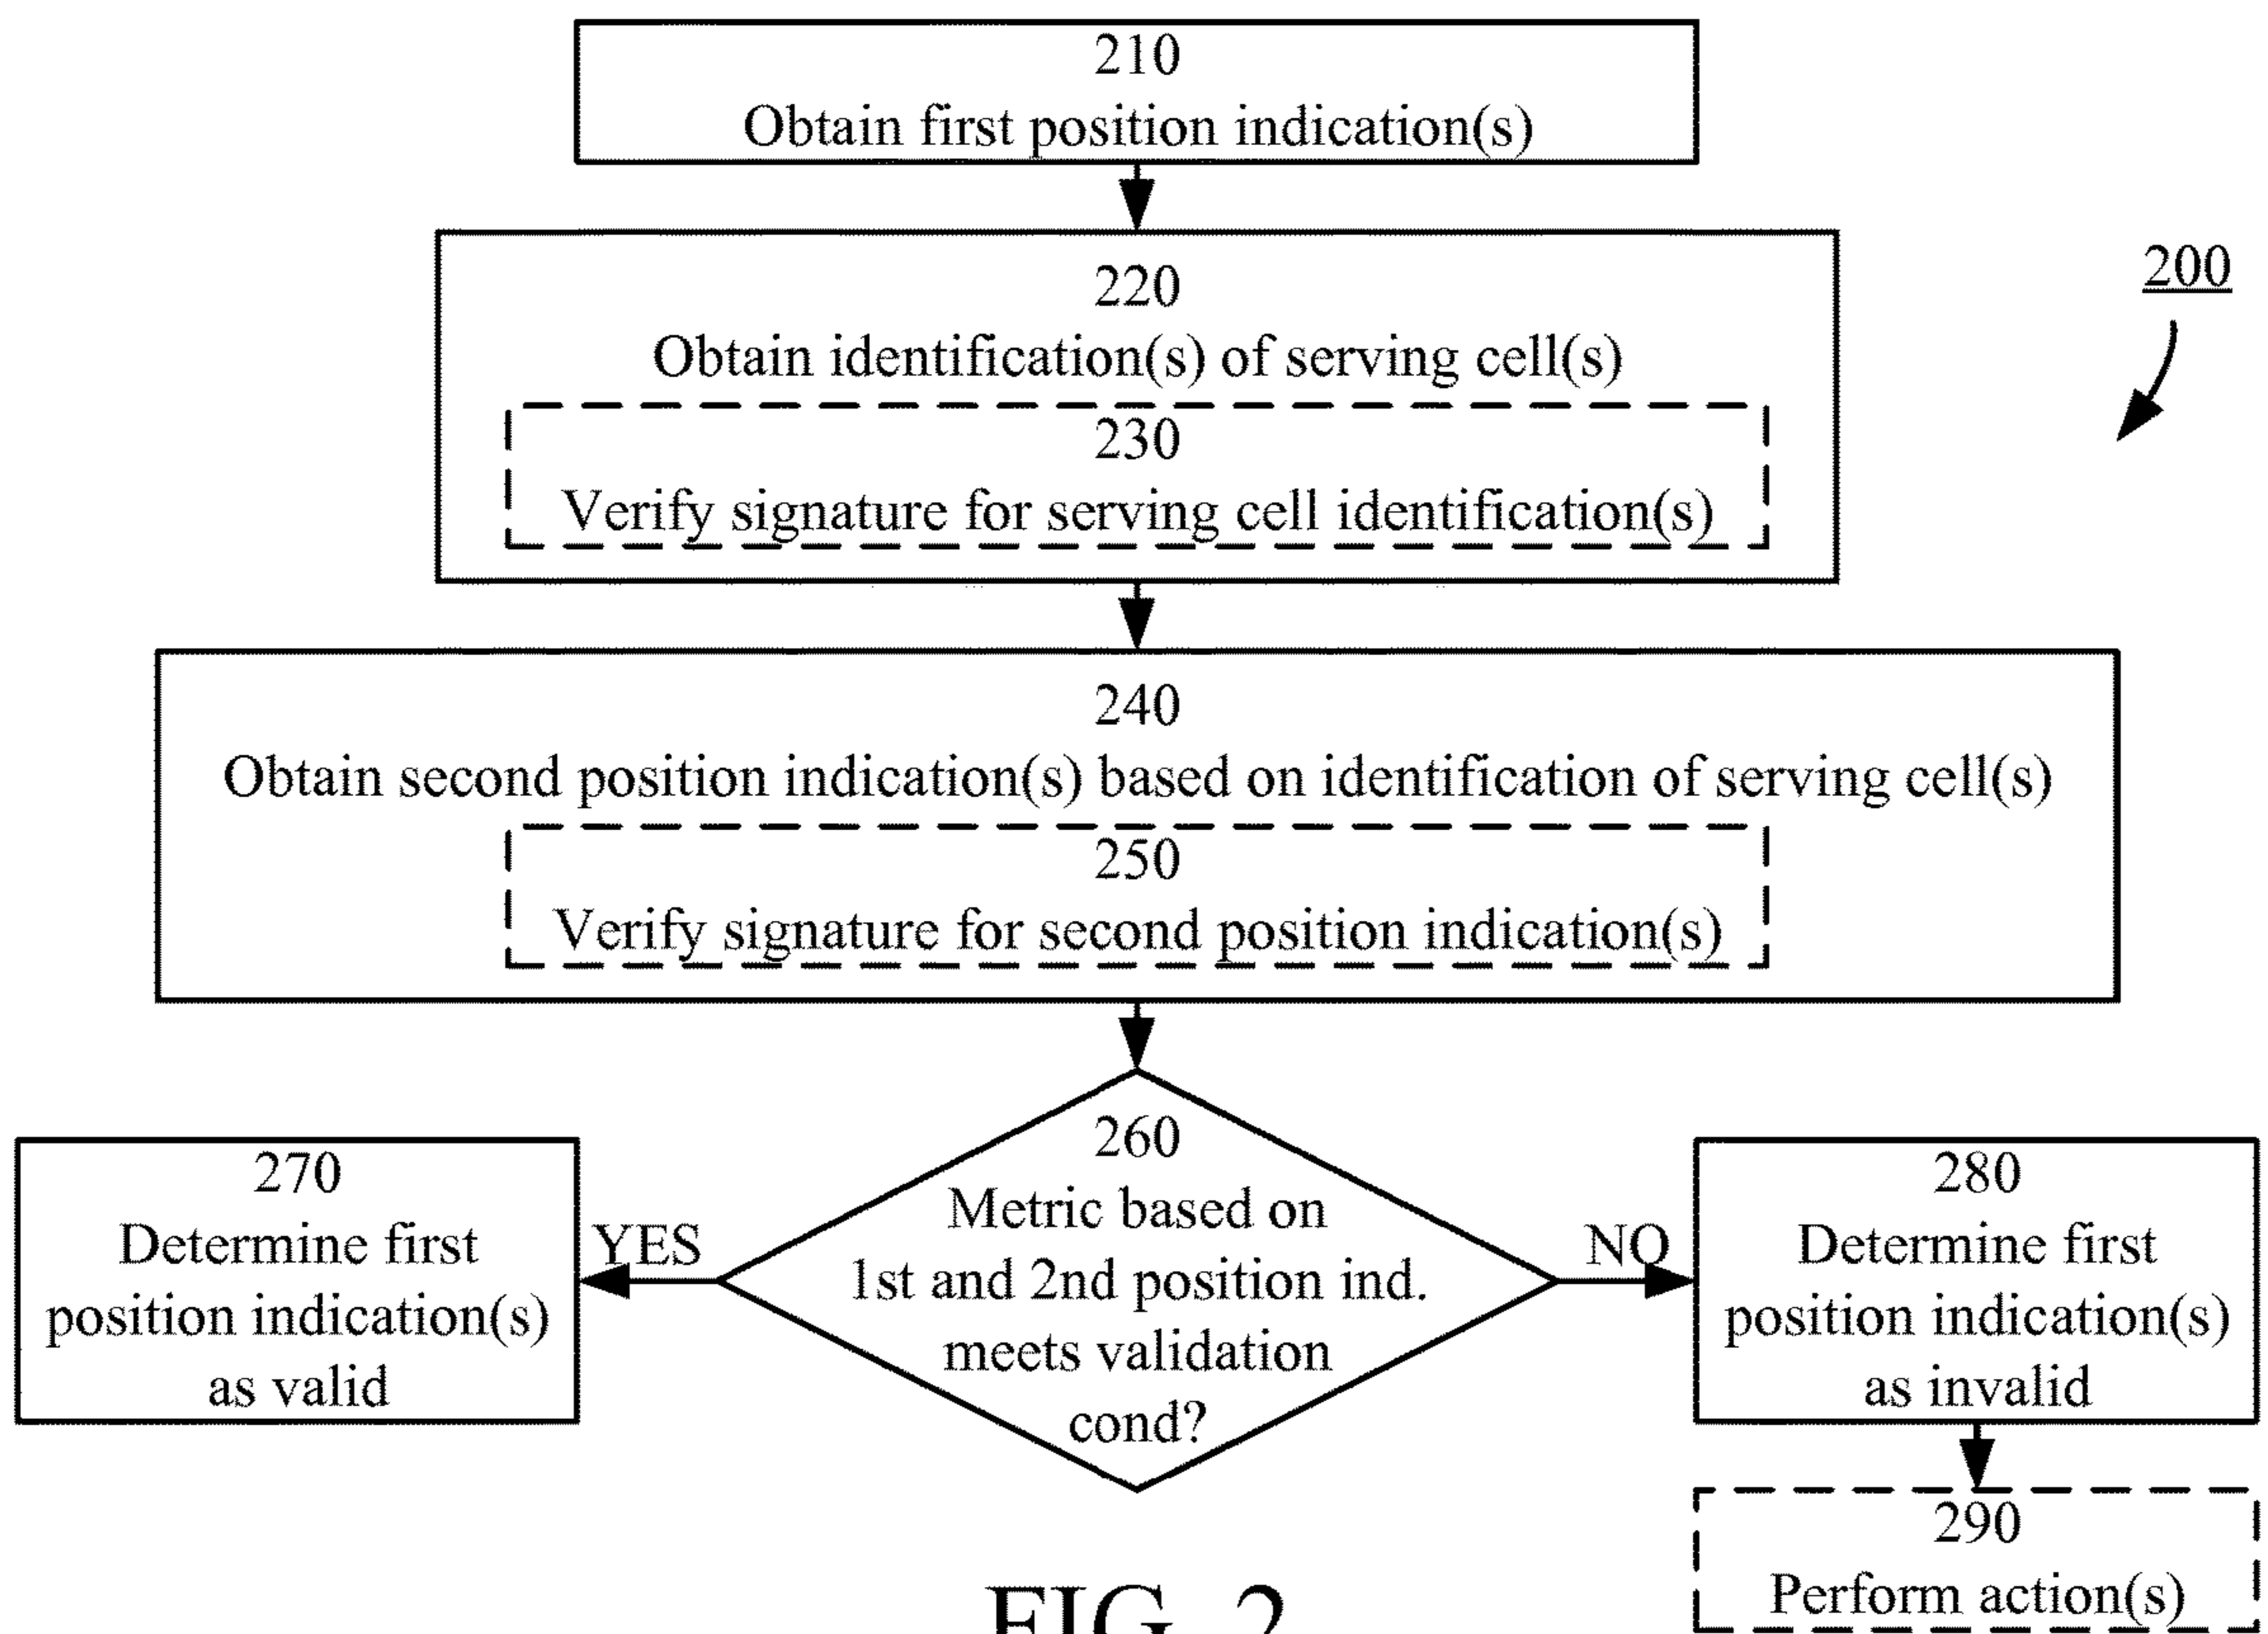 210
Obtain first position indication(s)
220
Obtain identification(s) of serving cell(s)
230
Verify signature for serving cell identification(s)
200
240
Obtain second position indication(s) based on identification of serving cell(s)
250
Verify signature for second position indication(s)
260
Metric based on
1st and 2nd position ind.
meets validation
cond?
YES
270
Determine first
position indication(s)
as valid
NO
280
Determine first
position indication(s)
as invalid
290
Perform action(s)
FIG. 2